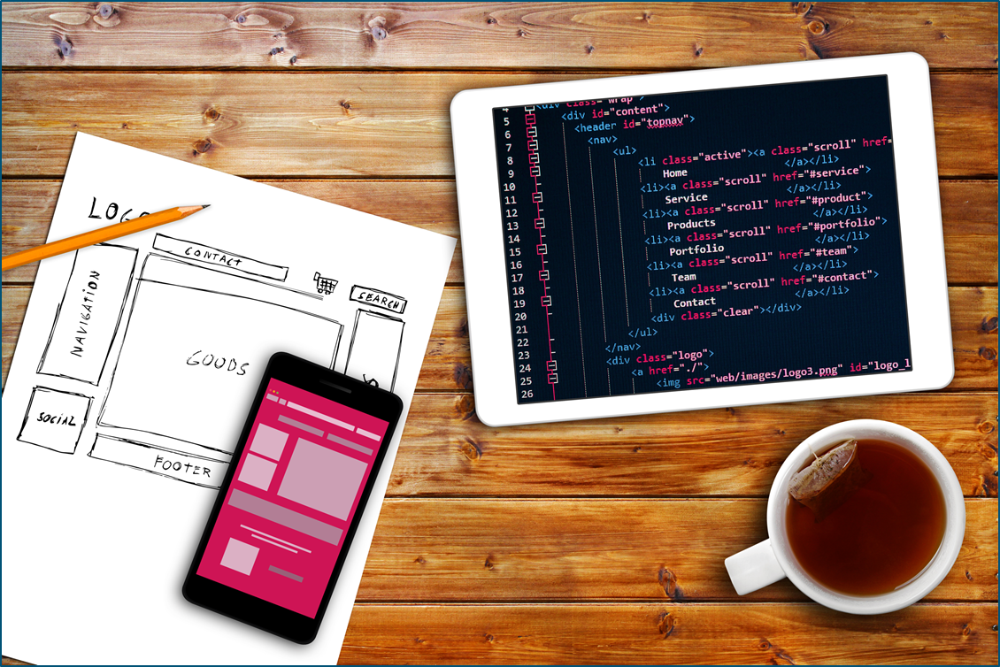 LOGO
CONTACT
SEARCH
NAVIGATION
GOODS
SOCIAL
FOOTER
4 <div class="wrap">
5 <div id="content">
6 <header id="topnav">
7 <nav>
8 <ul>
9 <li class="active"><a class="scroll" href=
10 Home </a></li>
11 <li><a class="scroll" href="#service">
12 Service </a></li>
13 <li><a class="scroll" href="#product">
14 Products </a></li>
15 <li><a class="scroll" href="#portfolio">
16 Portfolio </a></li>
17 <li><a class="scroll" href="#team">
18 Team </a></li>
19 <li><a class="scroll" href="#contact">
20 Contact </a></li>
21 <div class="clear"></div>
22 </ul>
23 </nav>
24 <div class="logo">
25 <a href="./">
26 <img src="web/images/logo3.png" id="logo_l